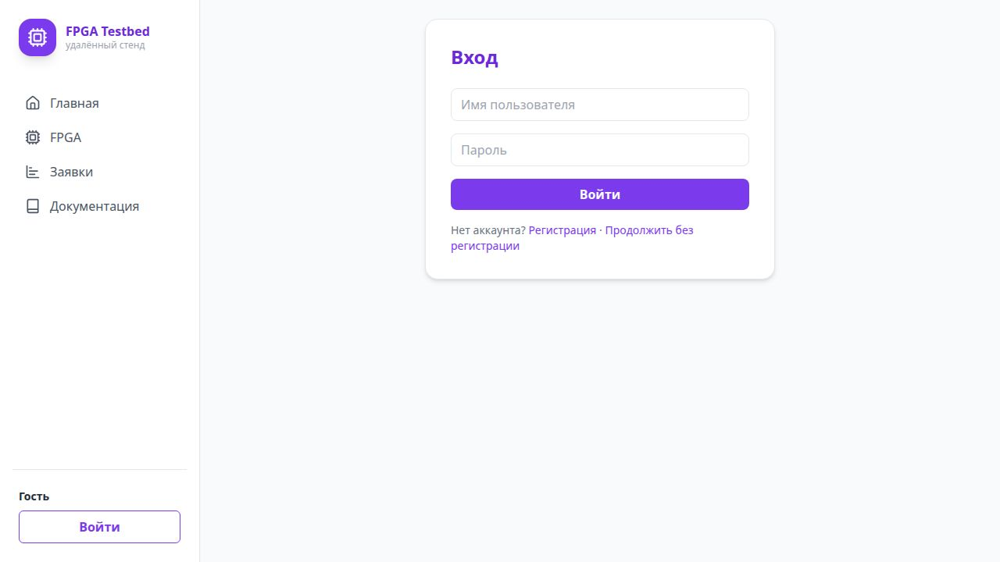 FPGA Testbed
удалённый стенд
Главная
FPGA
Заявки
Документация
Гость
Войти
Вход
Имя пользователя
Пароль
Войти
Нет аккаунта? Регистрация · Продолжить без
регистрации